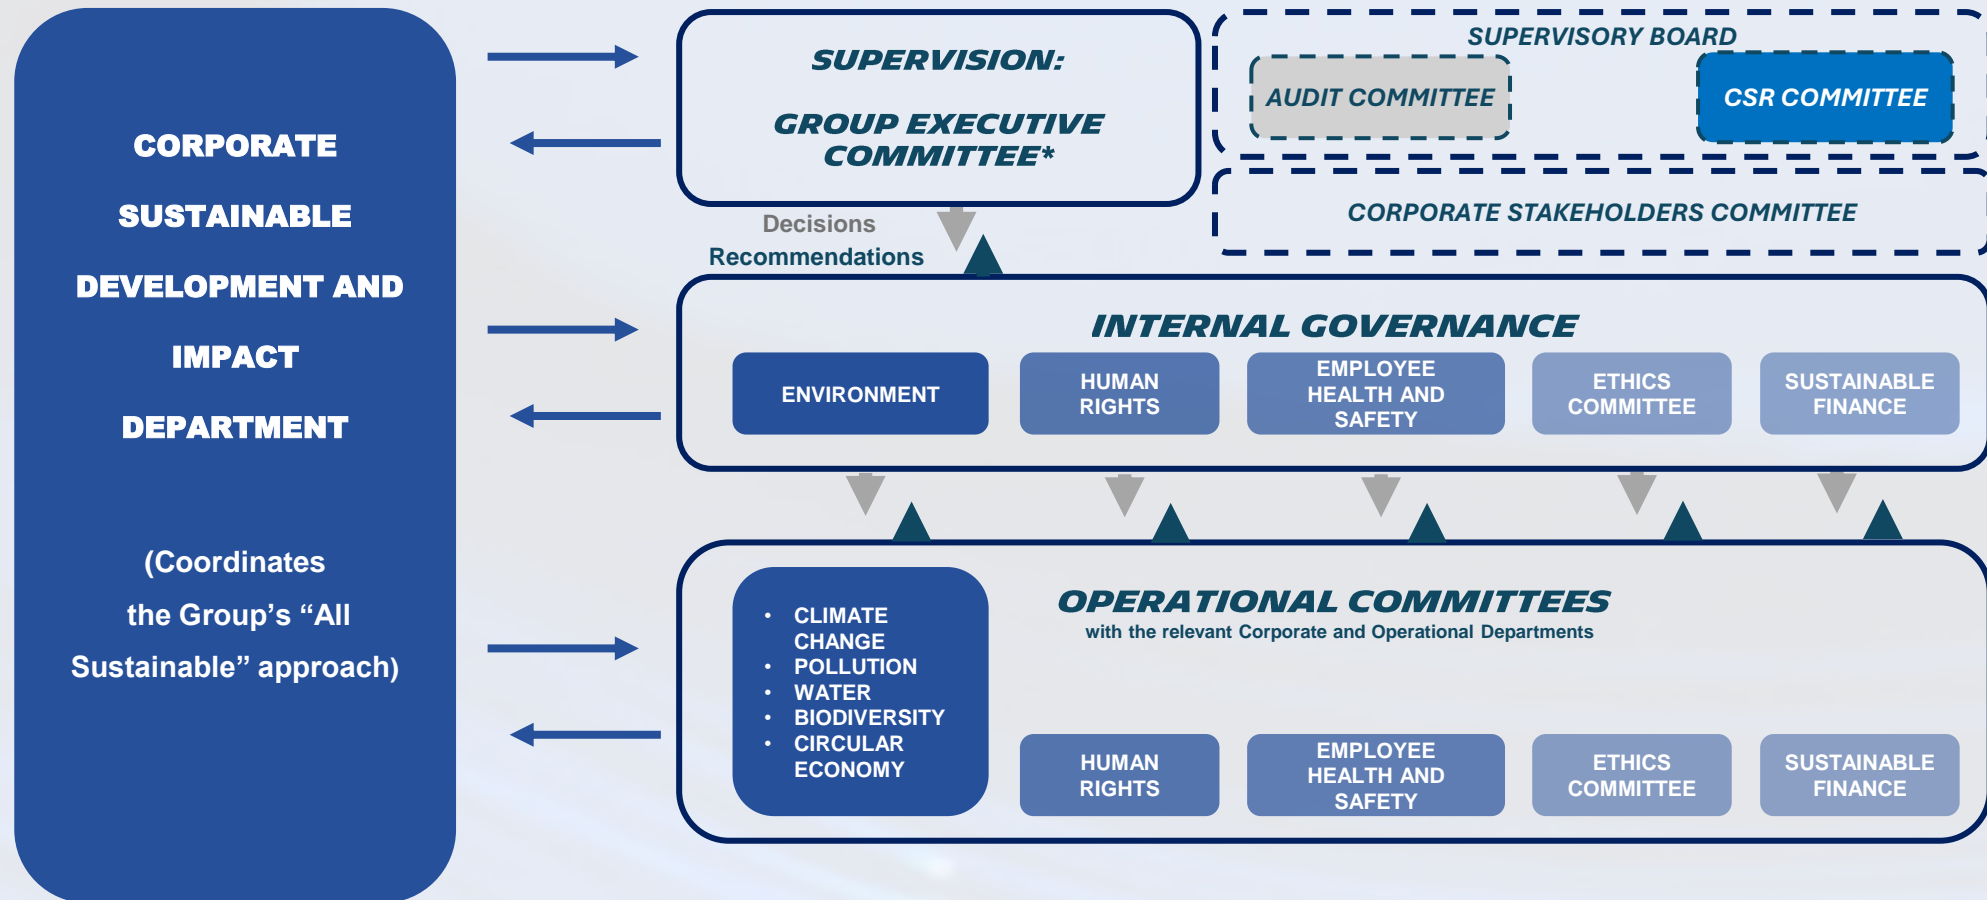 CORPORATE
SUSTAINABLE
DEVELOPMENT AND
IMPACT
DEPARTMENT
(Coordinates
the Group’s “All
Sustainable” approach)
SUPERVISION:
GROUP EXECUTIVE
COMMITTEE*
SUPERVISORY BOARD
AUDIT COMMITTEE
CSR COMMITTEE
CORPORATE STAKEHOLDERS COMMITTEE
Decisions
Recommendations
INTERNAL GOVERNANCE
ENVIRONMENT
HUMAN
RIGHTS
EMPLOYEE
HEALTH AND
SAFETY
ETHICS
COMMITTEE
SUSTAINABLE
FINANCE
OPERATIONAL COMMITTEES
with the relevant Corporate and Operational Departments
• CLIMATE
CHANGE
• POLLUTION
• WATER
• BIODIVERSITY
• CIRCULAR
ECONOMY
HUMAN
RIGHTS
EMPLOYEE
HEALTH AND
SAFETY
ETHICS
COMMITTEE
SUSTAINABLE
FINANCE